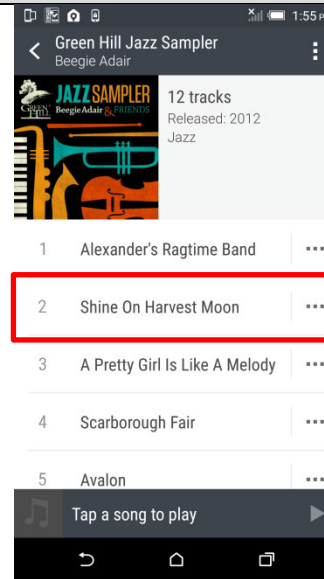 1:55 P
Green Hill Jazz Sampler
Beegie Adair
GREEN HILL
JAZZ SAMPLER
Beegie Adair & FRIENDS
12 tracks
Released: 2012
Jazz
1 Alexander's Ragtime Band
2 Shine On Harvest Moon
3 A Pretty Girl Is Like A Melody
4 Scarborough Fair
5 Avalon
Tap a song to play